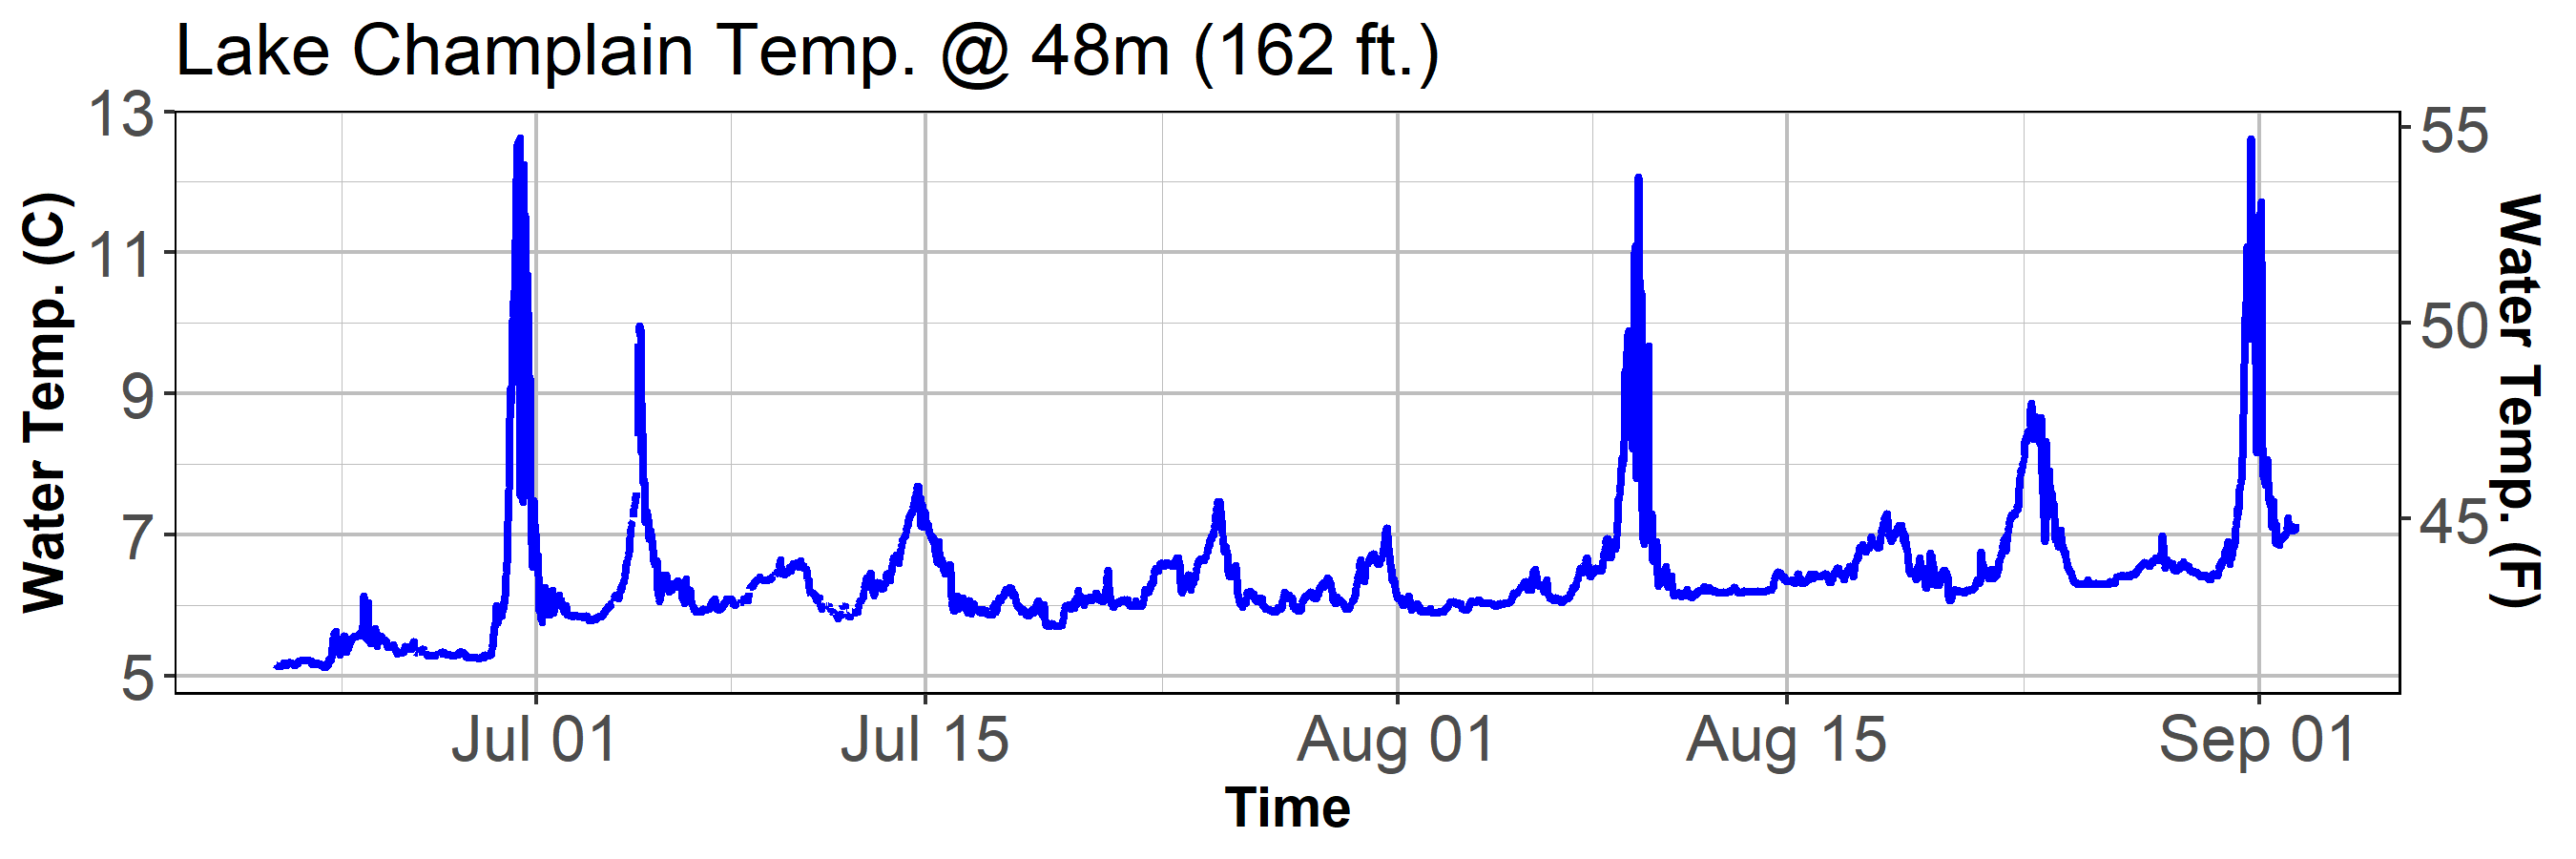 Lake Champlain Temp. @ 48m (162 ft.)
Water Temp. (C)
13
11
9
7
5
55
50
45
Water Temp. (F)
Jul 01
Jul 15
Aug 01
Aug 15
Sep 01
Time